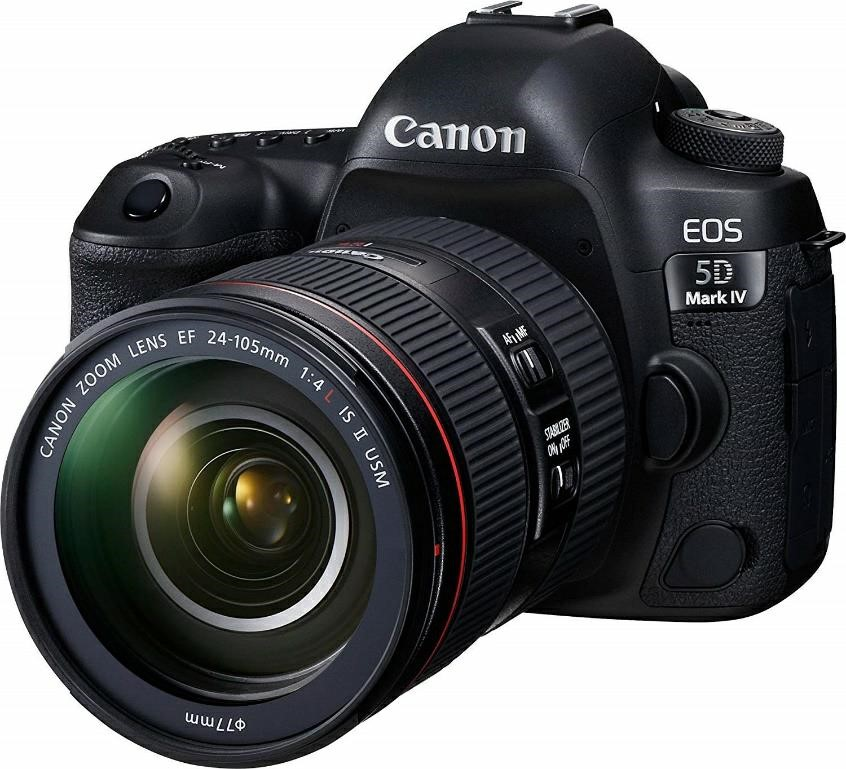 Canon
EOS
5D
Mark IV
Canon
AF MF
STABILIZER
ON OFF
CANON ZOOM LENS EF 24-105mm 1:4 L IS II USM
Φ77mm